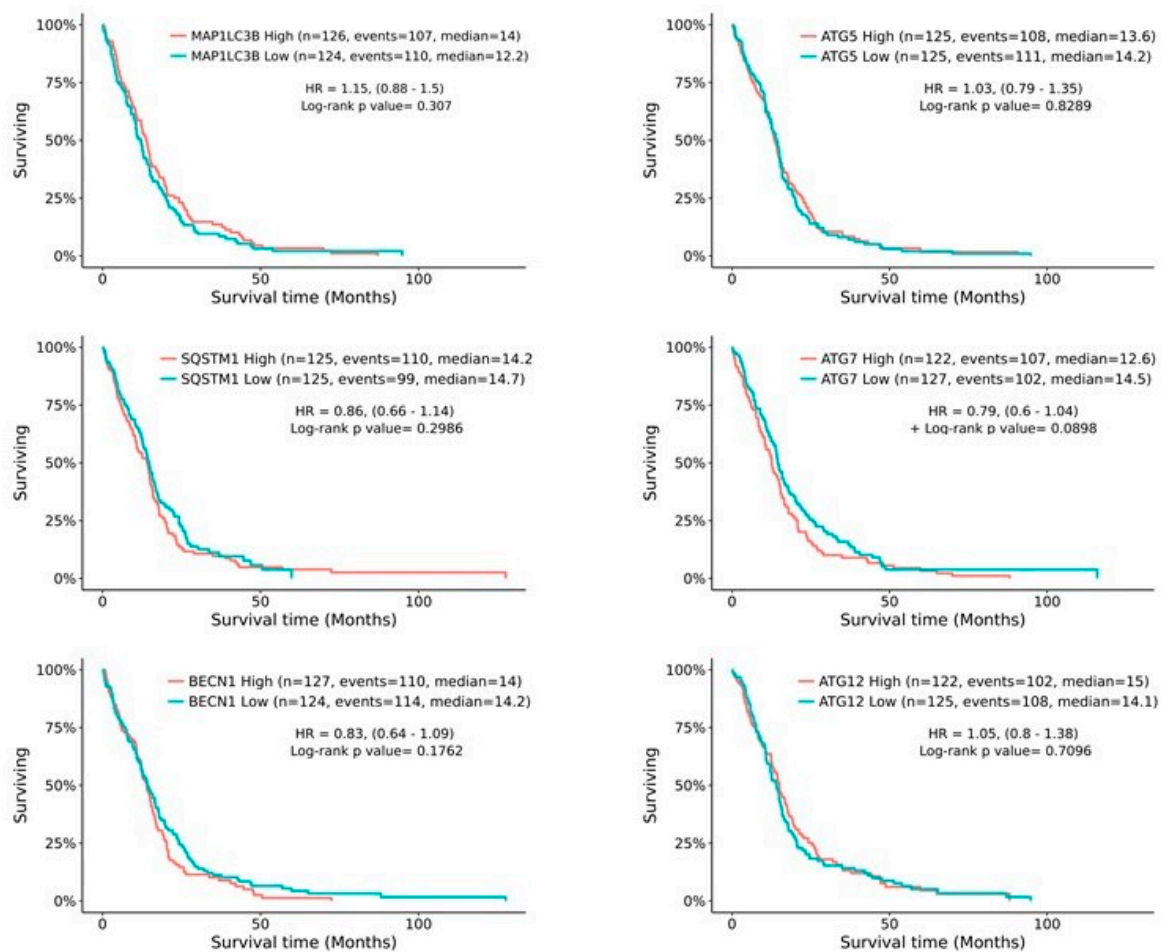 100%
75%
50%
25%
0%
Surviving
MAP1LC3B High (n=126, events=107, median=14)
MAP1LC3B Low (n=124, events=110, median=12.2)
HR = 1.15, (0.88 - 1.5)
Log-rank p value= 0.307
0 50 100
Survival time (Months)
100%
75%
50%
25%
0%
Surviving
ATG5 High (n=125, events=108, median=13.6)
ATG5 Low (n=125, events=111, median=14.2)
HR = 1.03, (0.79 - 1.35)
Log-rank p value= 0.8289
0 50 100
Survival time (Months)
100%
75%
50%
25%
0%
Surviving
SQSTM1 High (n=125, events=110, median=14.2
SQSTM1 Low (n=125, events=99, median=14.7)
HR = 0.86, (0.66 - 1.14)
Log-rank p value= 0.2986
0 50 100
Survival time (Months)
100%
75%
50%
25%
0%
Surviving
ATG7 High (n=122, events=107, median=12.6)
ATG7 Low (n=127, events=102, median=14.5)
HR = 0.79, (0.6 - 1.04)
+ Log-rank p value= 0.0898
0 50 100
Survival time (Months)
100%
75%
50%
25%
0%
Surviving
BECN1 High (n=127, events=110, median=14)
BECN1 Low (n=124, events=114, median=14.2)
HR = 0.83, (0.64 - 1.09)
Log-rank p value= 0.1762
0 50 100
Survival time (Months)
100%
75%
50%
25%
0%
Surviving
ATG12 High (n=122, events=102, median=15)
ATG12 Low (n=125, events=108, median=14.1)
HR = 1.05, (0.8 - 1.38)
Log-rank p value= 0.7096
0 50 100
Survival time (Months)